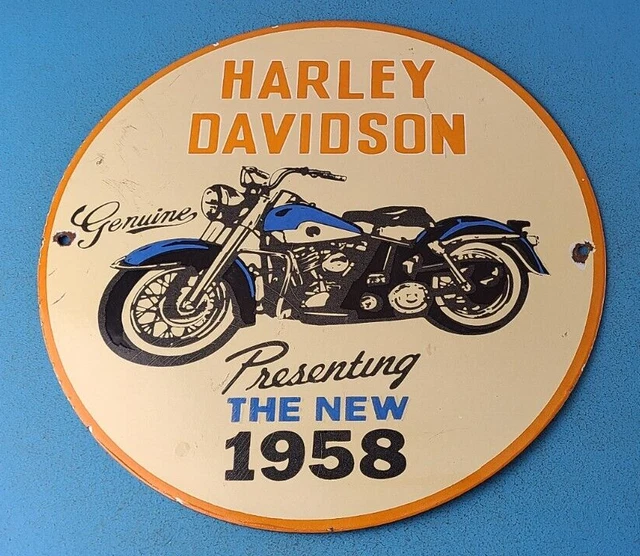 HARLEY
DAVIDSON
Genuine
Presenting
THE NEW
1958